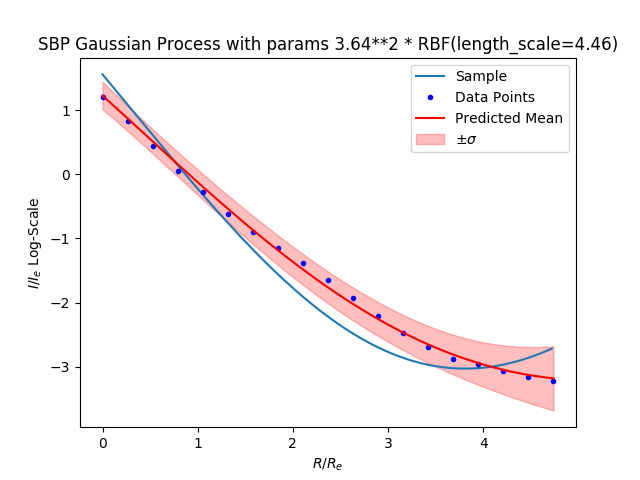 SBP Gaussian Process with params 3.64**2 * RBF(length_scale=4.46)
Sample
Data Points
Predicted Mean
±σ
I/Iₑ Log-Scale
1
0
−1
−2
−3
0 1 2 3 4
R/Rₑ